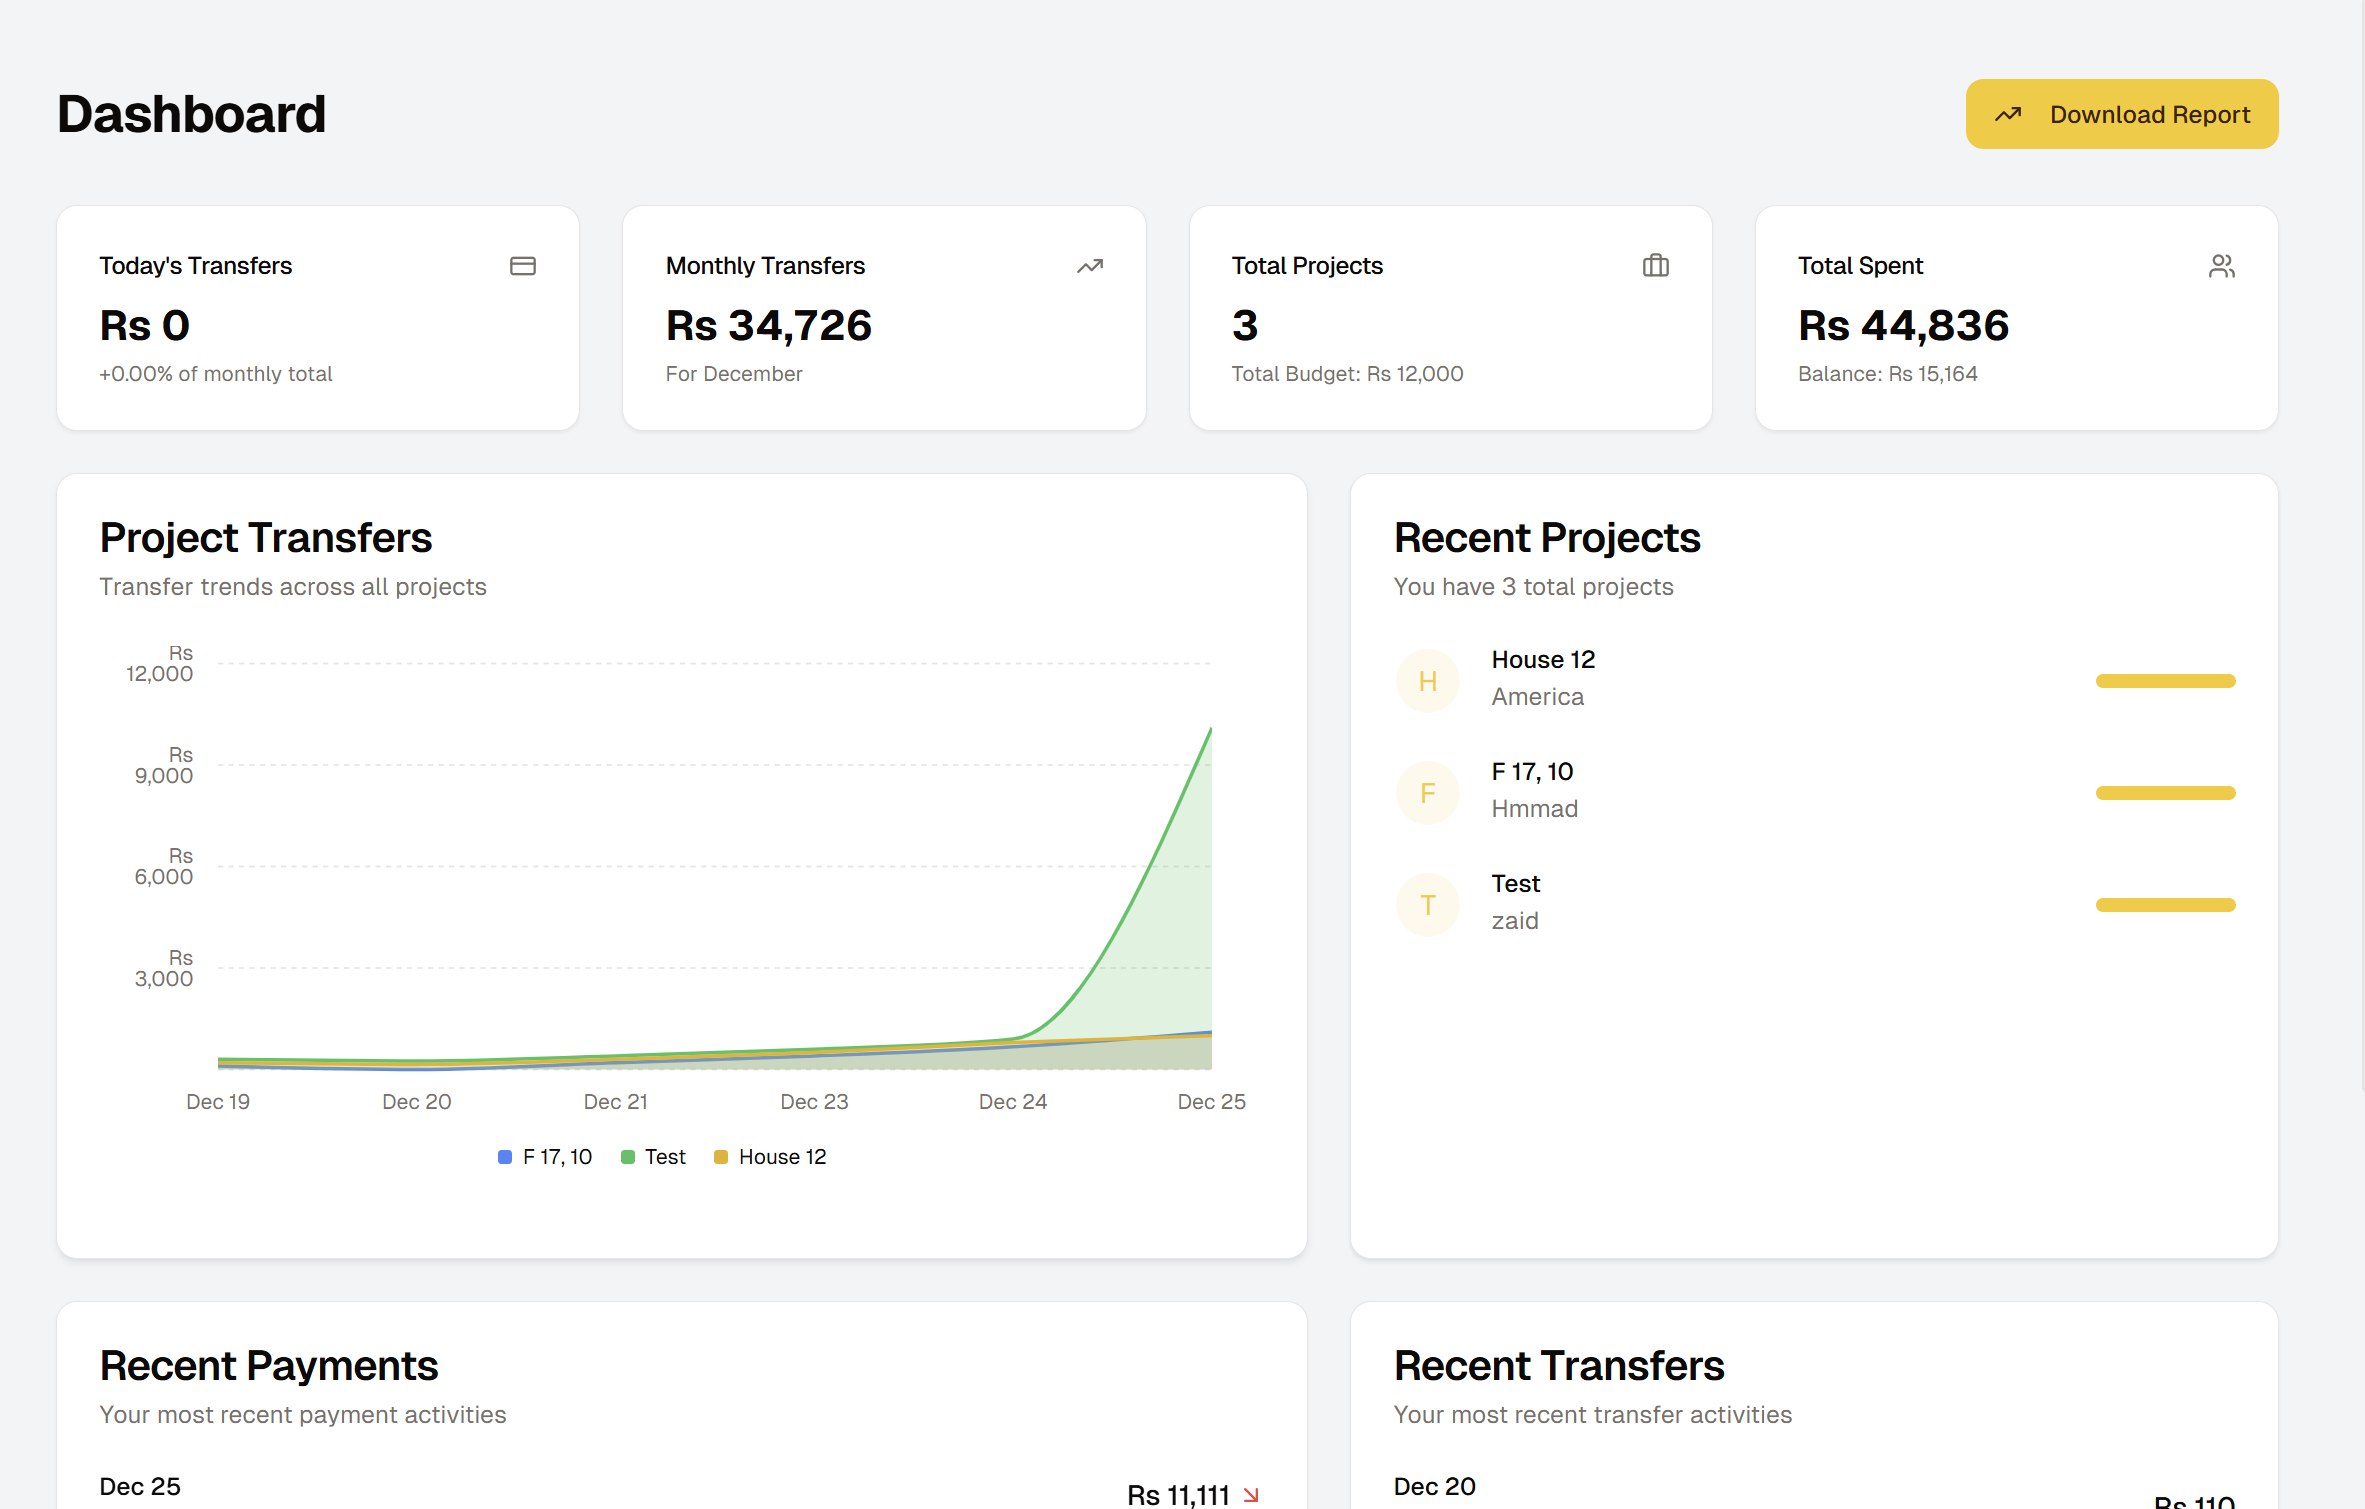 Dashboard
Download Report
Today's Transfers
Rs 0
+0.00% of monthly total
Monthly Transfers
Rs 34,726
For December
Total Projects
3
Total Budget: Rs 12,000
Total Spent
Rs 44,836
Balance: Rs 15,164
Project Transfers
Transfer trends across all projects
Rs
12,000
Rs
9,000
Rs
6,000
Rs
3,000
Dec 19
Dec 20
Dec 21
Dec 23
Dec 24
Dec 25
F 17, 10
Test
House 12
Recent Projects
You have 3 total projects
H
House 12
America
F
F 17, 10
Hmmad
T
Test
zaid
Recent Payments
Your most recent payment activities
Dec 25
Rs 11,111
Recent Transfers
Your most recent transfer activities
Dec 20
Rs 110